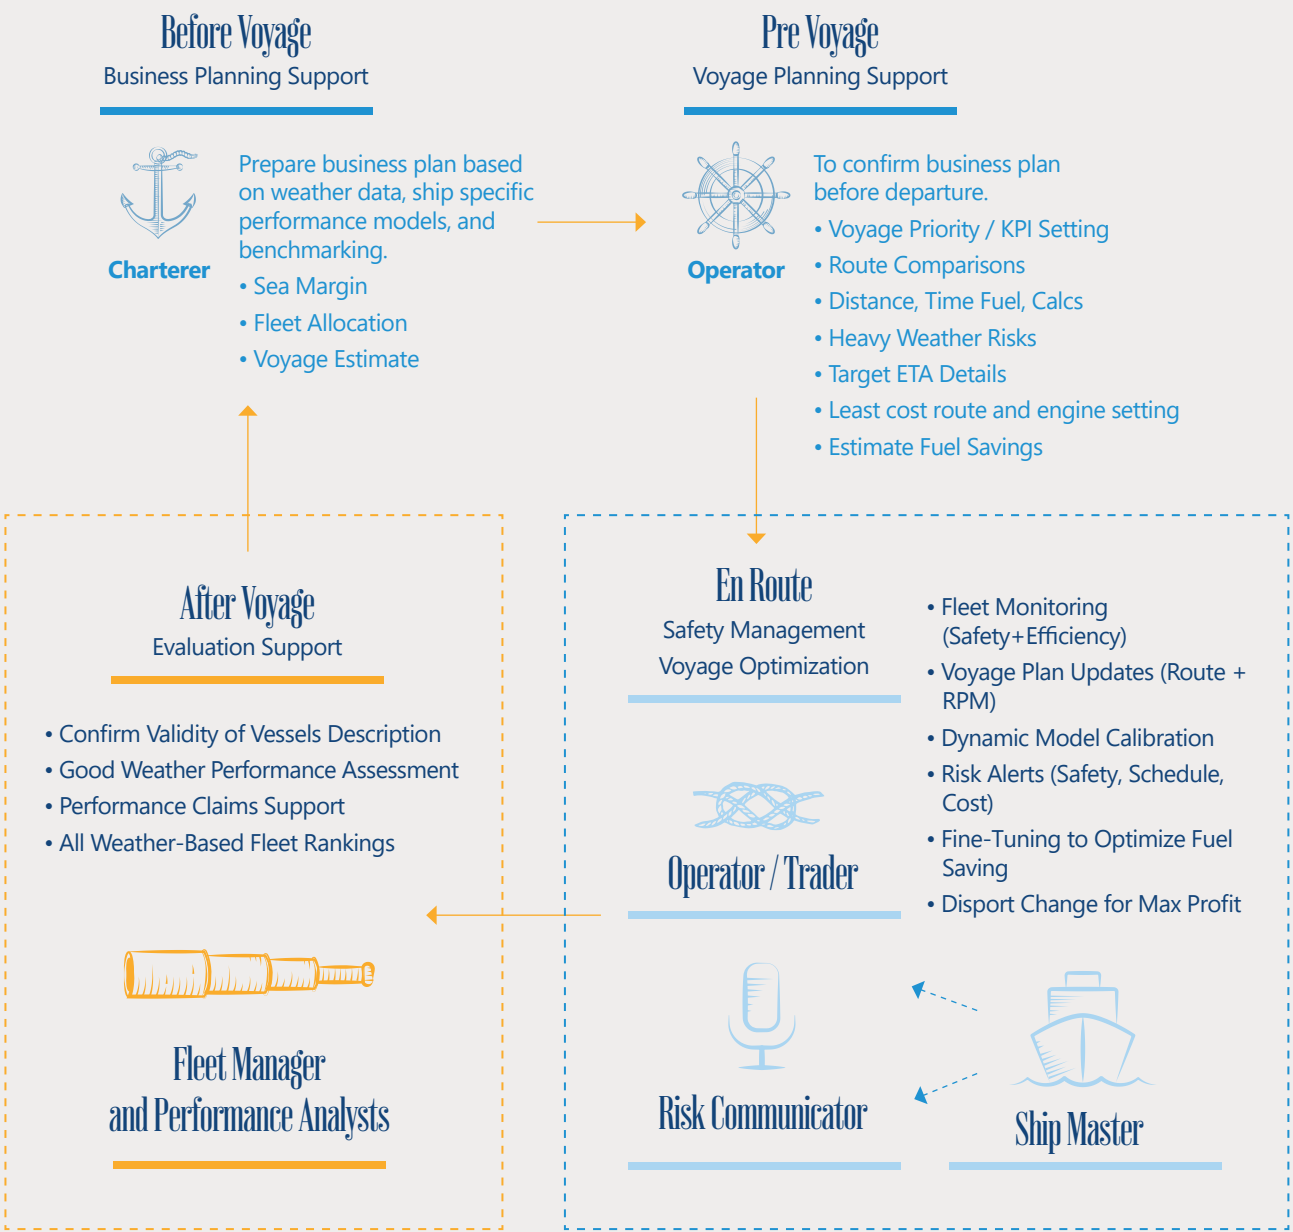 Before Voyage
Business Planning Support
Charterer
Prepare business plan based
on weather data, ship specific
performance models, and
benchmarking.
• Sea Margin
• Fleet Allocation
• Voyage Estimate
Pre Voyage
Voyage Planning Support
Operator
To confirm business plan
before departure.
• Voyage Priority / KPI Setting
• Route Comparisons
• Distance, Time Fuel, Calcs
• Heavy Weather Risks
• Target ETA Details
• Least cost route and engine setting
• Estimate Fuel Savings
After Voyage
Evaluation Support
• Confirm Validity of Vessels Description
• Good Weather Performance Assessment
• Performance Claims Support
• All Weather-Based Fleet Rankings
Fleet Manager
and Performance Analysts
En Route
Safety Management
Voyage Optimization
Operator / Trader
• Fleet Monitoring
(Safety+Efficiency)
• Voyage Plan Updates (Route +
RPM)
• Dynamic Model Calibration
• Risk Alerts (Safety, Schedule,
Cost)
• Fine-Tuning to Optimize Fuel
Saving
• Disport Change for Max Profit
Risk Communicator
Ship Master